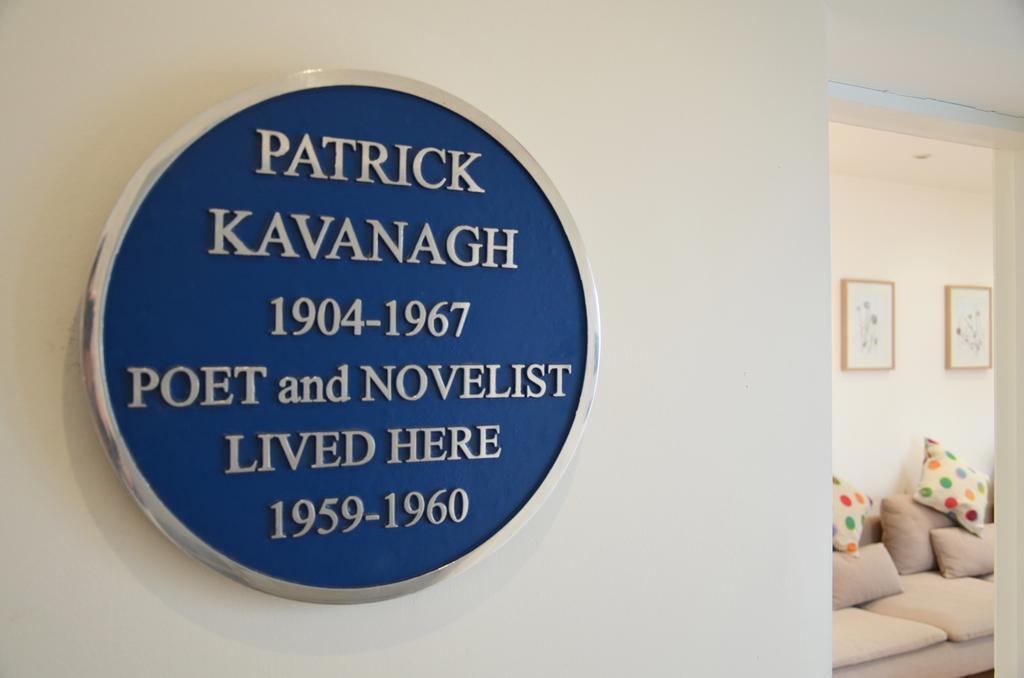 PATRICK
KAVANAGH
1904-1967
POET and NOVELIST
LIVED HERE
1959-1960